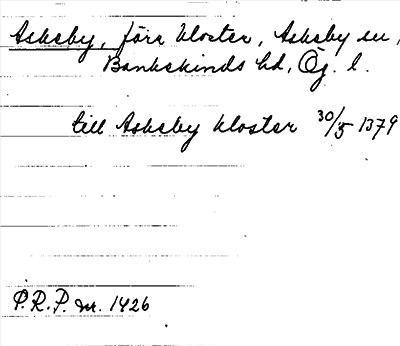 Askeby, förr kloster, Askeby sn,
Bankekinds hd, Ög. l.
till Askeby kloster 30/5 1379
P.R.P. nr. 1426